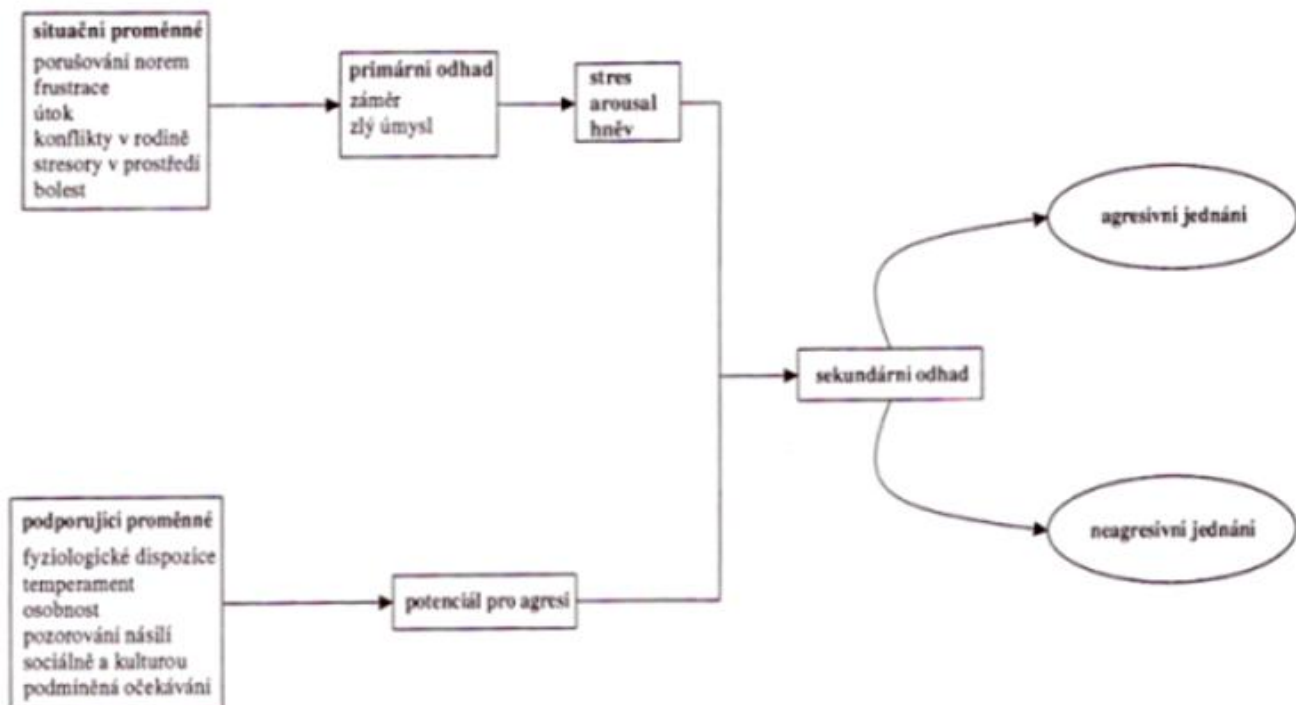 situační proměnné
porušování norem
frustrace
útok
konflikty v rodině
stresory v prostředí
bolest
primární odhad
záměr
zlý úmysl
stres
arousal
hněv
agresivní jednání
sekundární odhad
neagresivní jednání
podporující proměnné
fyziologické dispozice
temperament
osobnost
pozorování násilí
sociálně a kulturou
podmíněná očekávání
potenciál pro agresi